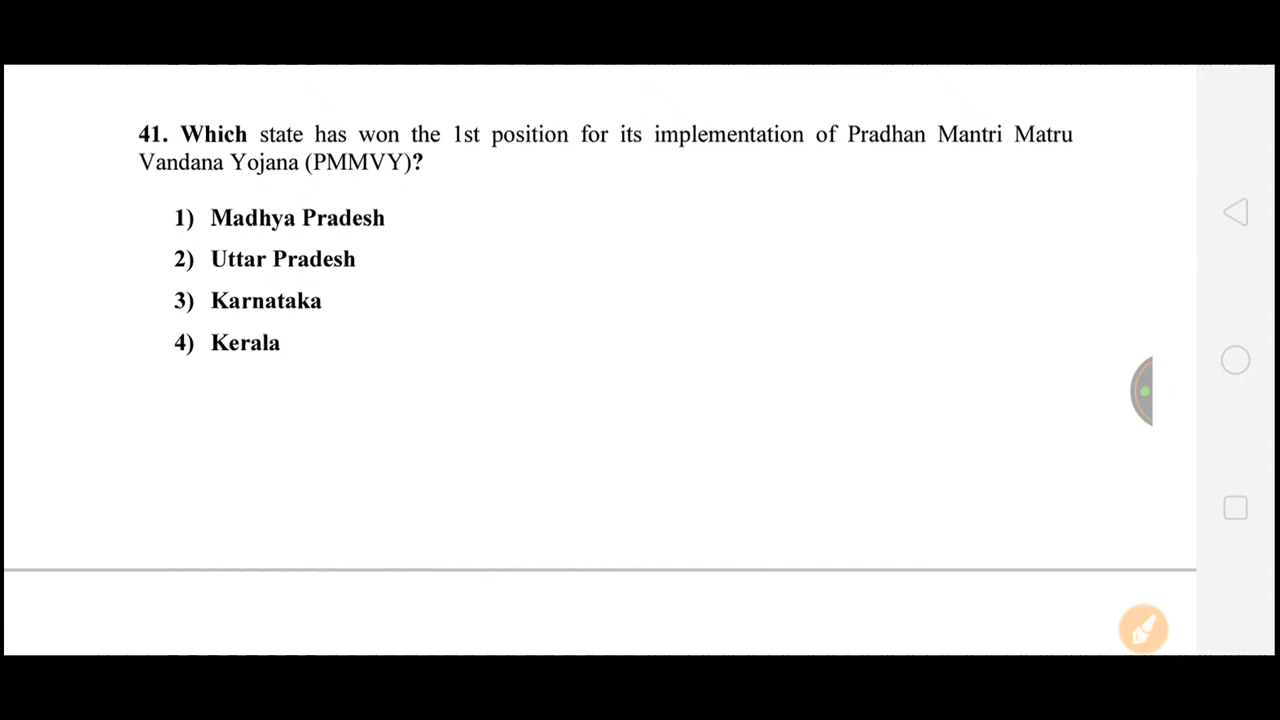 41. Which state has won the 1st position for its implementation of Pradhan Mantri Matru
Vandana Yojana (PMMVY)?
1) Madhya Pradesh
2) Uttar Pradesh
3) Karnataka
4) Kerala